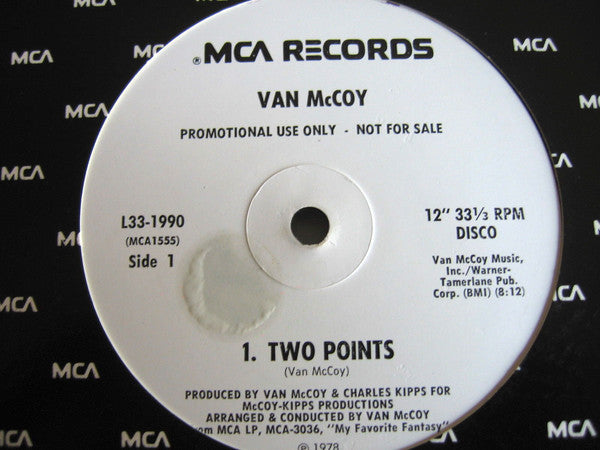 ® MCA RECORDS
VAN McCOY
PROMOTIONAL USE ONLY - NOT FOR SALE
L33-1990
(MCA1555)
Side 1
12" 33⅓ RPM
DISCO
Van McCoy Music,
Inc./Warner-
Tamerlane Pub.
Corp. (BMI) (8:12)
1. TWO POINTS
(Van McCoy)
PRODUCED BY VAN McCOY & CHARLES KIPPS FOR
McCOY-KIPPS PRODUCTIONS
ARRANGED & CONDUCTED BY VAN McCOY
from MCA LP, MCA-3036, "My Favorite Fantasy"
℗ 1978
MCA
MCA
MCA
MCA
MCA
MCA
MCA
MCA
MCA
MCA